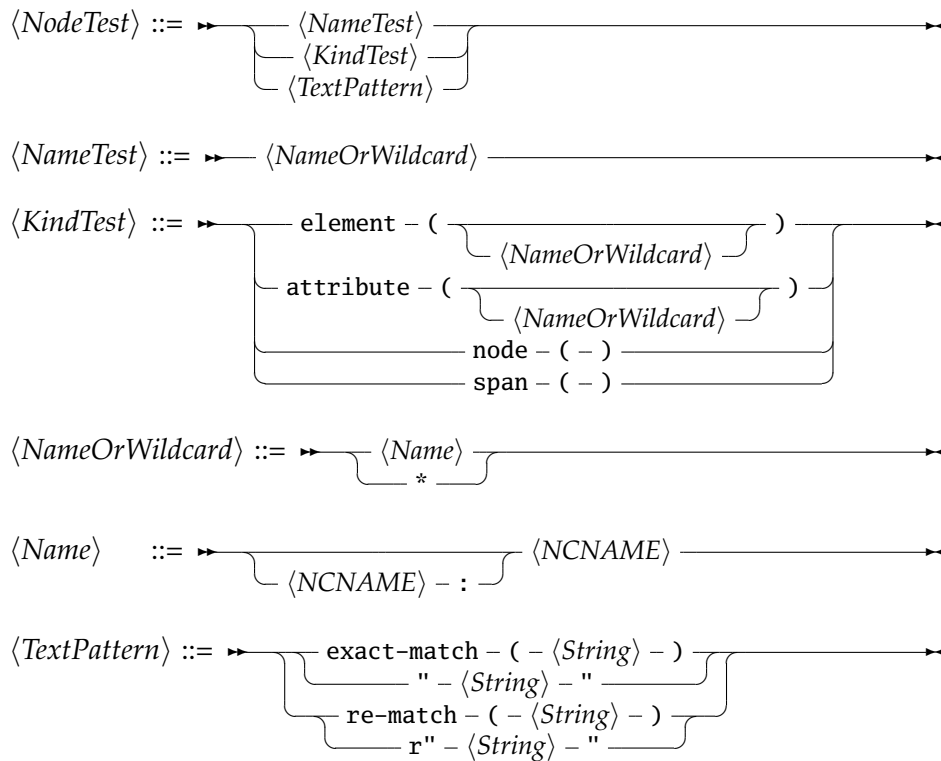 ⟨NodeTest⟩ ::= ⟨NameTest⟩
⟨KindTest⟩
⟨TextPattern⟩
⟨NameTest⟩ ::= ⟨NameOrWildcard⟩
⟨KindTest⟩ ::= element – ( )
⟨NameOrWildcard⟩
attribute – ( )
⟨NameOrWildcard⟩
node – ( – )
span – ( – )
⟨NameOrWildcard⟩ ::= ⟨Name⟩
*
⟨Name⟩ ::= ⟨NCNAME⟩
⟨NCNAME⟩ – :
⟨TextPattern⟩ ::= exact-match – ( – ⟨String⟩ – )
" – ⟨String⟩ – "
re-match – ( – ⟨String⟩ – )
r" – ⟨String⟩ – "